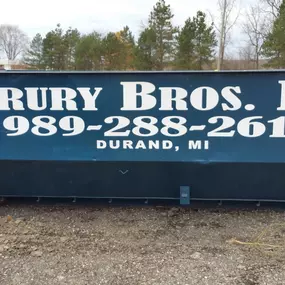 RURY BROS.
989-288-261
DURAND, MI